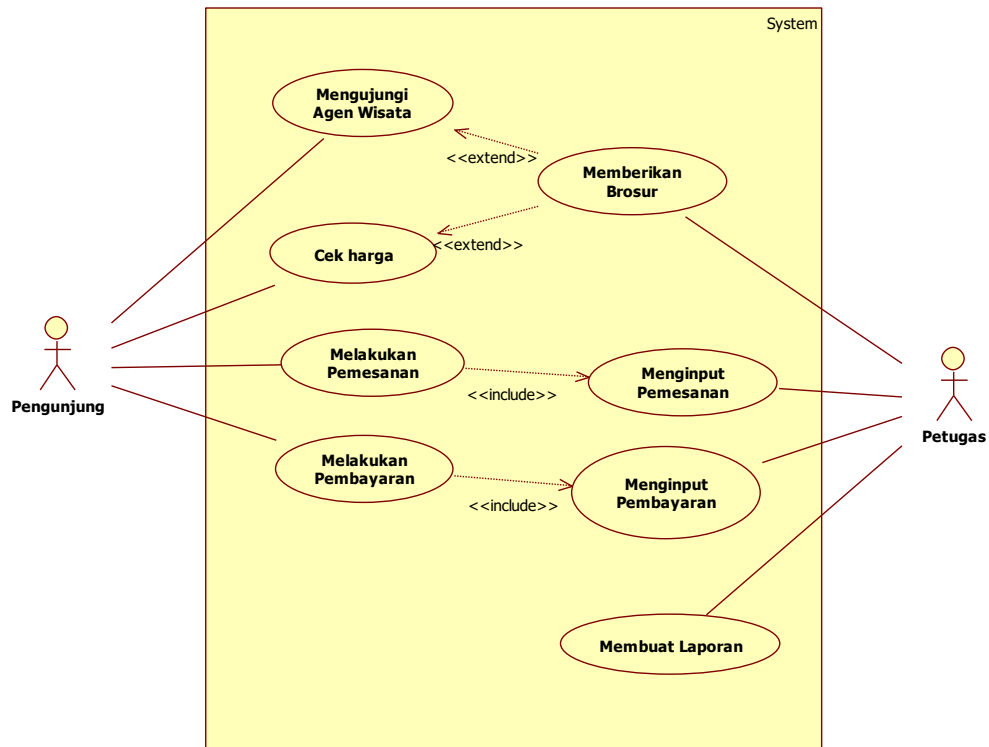 System
Mengujungi
Agen Wisata
<<extend>>
Memberikan
Brosur
Cek harga
<<extend>>
Melakukan
Pemesanan
<<include>>
Menginput
Pemesanan
Pengunjung
Petugas
Melakukan
Pembayaran
<<include>>
Menginput
Pembayaran
Membuat Laporan